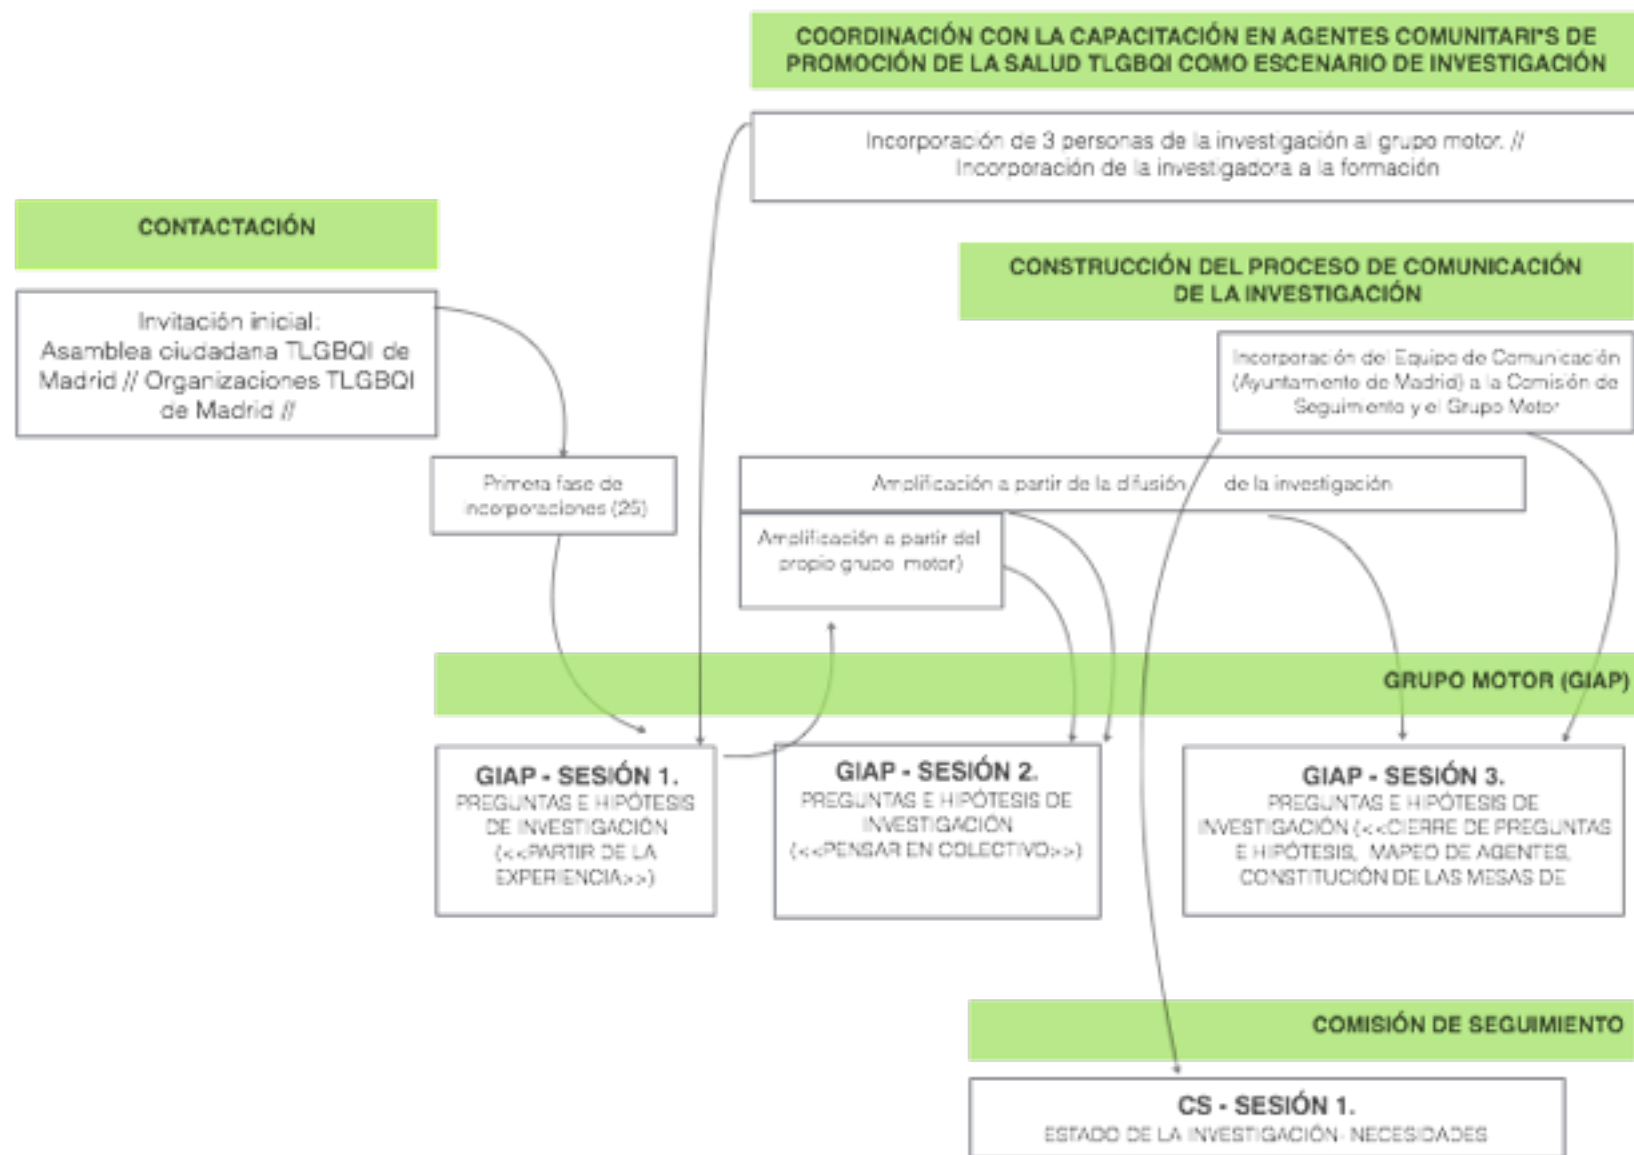 COORDINACIÓN CON LA CAPACITACIÓN EN AGENTES COMUNITARI*S DE
PROMOCIÓN DE LA SALUD TLGBQI COMO ESCENARIO DE INVESTIGACIÓN
Incorporación de 3 personas de la investigación al grupo motor. //
Incorporación de la investigadora a la formación
CONTACTACIÓN
Invitación inicial:
Asamblea ciudadana TLGBQI de
Madrid // Organizaciones TLGBQI
de Madrid //
CONSTRUCCIÓN DEL PROCESO DE COMUNICACIÓN
DE LA INVESTIGACIÓN
Incorporación del Equipo de Comunicación
(Ayuntamiento de Madrid) a la Comisión de
Seguimiento y el Grupo Motor
Primera fase de
incorporaciones (25)
Amplificación a partir de la difusión de la investigación
Amplificación a partir del
propio grupo motor)
GRUPO MOTOR (GIAP)
GIAP - SESIÓN 1.
PREGUNTAS E HIPÓTESIS
DE INVESTIGACIÓN
(<<PARTIR DE LA
EXPERIENCIA>>)
GIAP - SESIÓN 2.
PREGUNTAS E HIPÓTESIS DE
INVESTIGACIÓN
(<<PENSAR EN COLECTIVO>>)
GIAP - SESIÓN 3.
PREGUNTAS E HIPÓTESIS DE
INVESTIGACIÓN (<<CIERRE DE PREGUNTAS
E HIPÓTESIS, MAPEO DE AGENTES,
CONSTITUCIÓN DE LAS MESAS DE
COMISIÓN DE SEGUIMIENTO
CS - SESIÓN 1.
ESTADO DE LA INVESTIGACIÓN- NECESIDADES